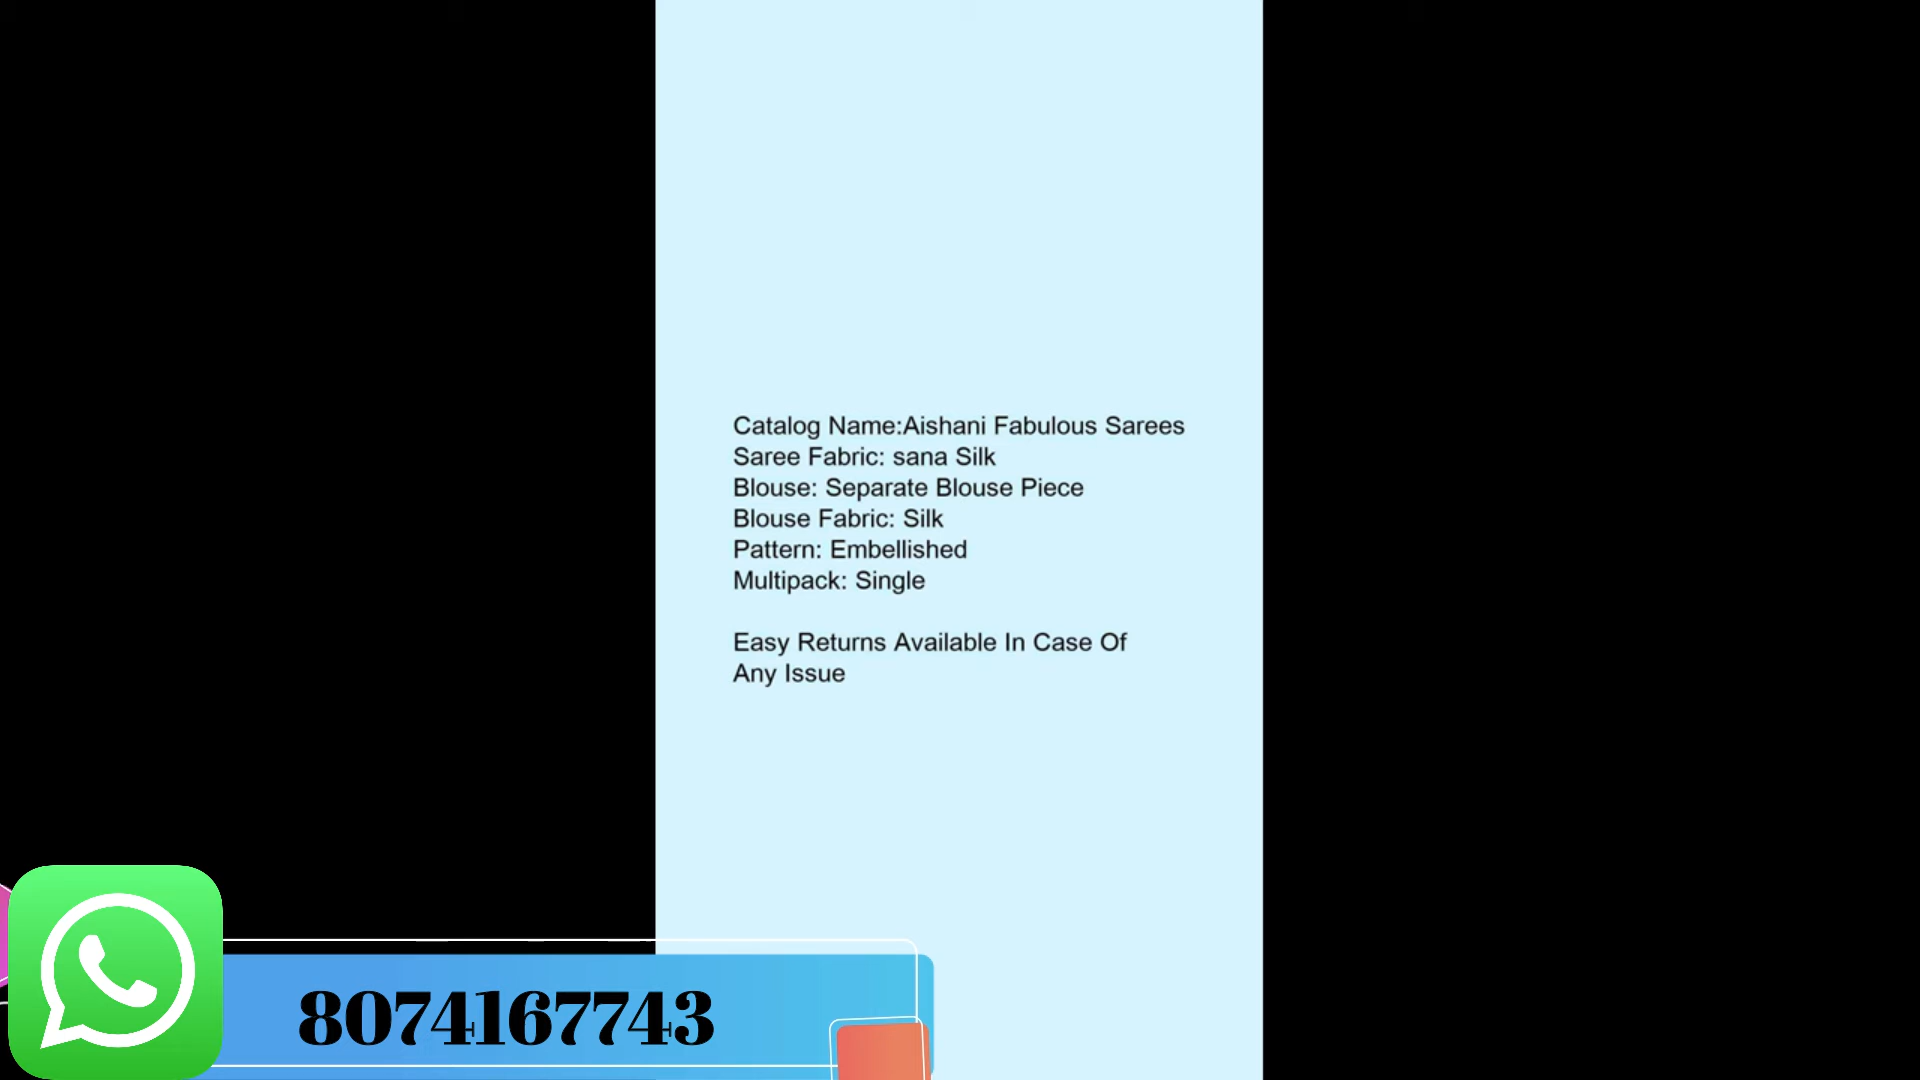 Catalog Name:Aishani Fabulous Sarees
Saree Fabric: sana Silk
Blouse: Separate Blouse Piece
Blouse Fabric: Silk
Pattern: Embellished
Multipack: Single
Easy Returns Available In Case Of
Any Issue
8074167743